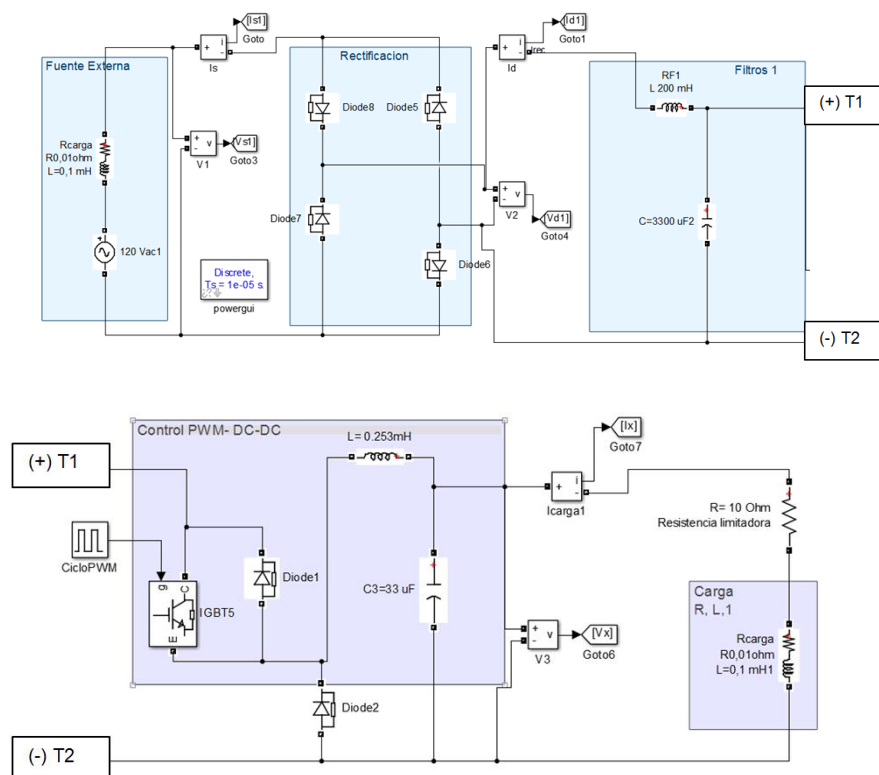 [Is1]
Goto
i
+
-
Is
[Id1]
Goto1
i
+
-
Irec
Id
Fuente Externa
Rectificacion
Filtros 1
RF1
L 200 mH
(+) T1
Diode8
Diode5
Rcarga
R0,01ohm
L=0,1 mH
+
-
v
V1
[Vs1]
Goto3
+
-
v
V2
[Vd1]
Goto4
C=3300 uF2
Diode7
Diode6
120 Vac1
Discrete,
Ts = 1e-05 s.
powergui
(-) T2
Control PWM- DC-DC
L= 0.253mH
(+) T1
[Ix]
Goto7
i
+
-
Icarga1
R= 10 Ohm
Resistencia limitadora
CicloPWM
g
C
E
IGBT5
Diode1
C3=33 uF
Carga
R, L,1
+
-
v
V3
[Vx]
Goto6
Rcarga
R0,01ohm
L=0,1 mH1
Diode2
(-) T2